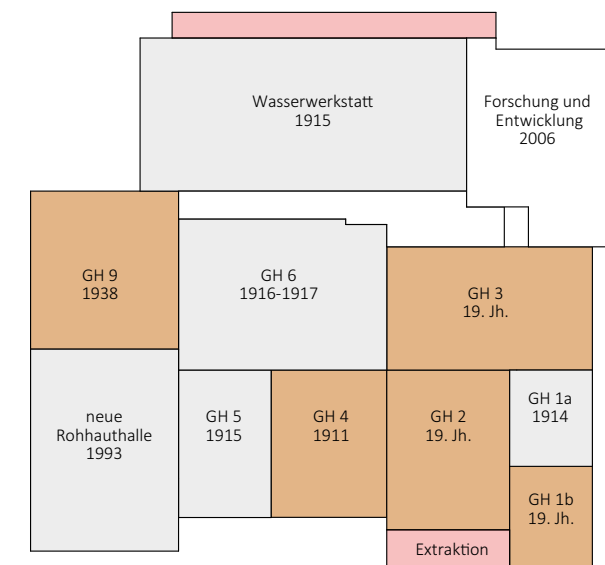 Wasserwerkstatt
1915
Forschung und
Entwicklung
2006
GH 9
1938
GH 6
1916-1917
GH 3
19. Jh.
neue
Rohhauthalle
1993
GH 5
1915
GH 4
1911
GH 2
19. Jh.
GH 1a
1914
GH 1b
19. Jh.
Extraktion